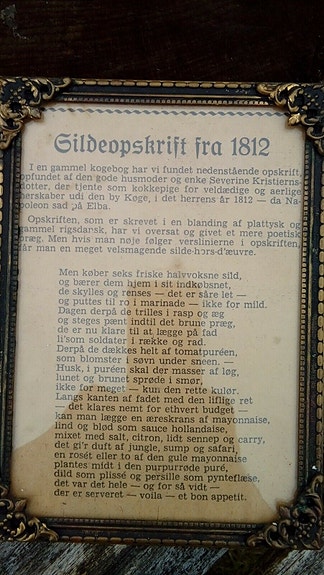 Sildeopskrift fra 1812
I en gammel kogebog har vi fundet nedenstående opskrift,
opfundet af den gode husmoder og enke Severine Kristierns-
dotter, der tjente som kokkepige for veldædige og aerlige
herskaber udi den by Køge, i det herrens år 1812 — da Na-
poleon sad på Elba.
Opskriften, som er skrevet i en blanding af plattysk og
gammel rigsdansk, har vi oversat og givet et mere poetisk
præg. Men hvis man nøje følger verslinierne i opskriften,
får man en meget velsmagende silde-hors-d'œuvre.
Men køber seks friske halvvoksne sild,
og bærer dem hjem i sit indkøbsnet,
de skylles og renses — det er såre let —
og puttes til ro i marinade — ikke for mild.
Dagen derpå de trilles i rasp og æg
og steges pænt indtil det brune præg,
de er nu klare til at lægge på fad
li'som soldater i række og rad.
Derpå de dækkes helt af tomatpuréen,
som blomster i søvn under sneen. —
Husk, i puréen skal der masser af løg,
lunet og brunet sprøde i smør,
ikke for meget — kun den rette kulør.
Langs kanten af fadet med den liflige ret
— det klares nemt for ethvert budget —
kan man lægge en æreskrans af mayonnaise,
lind og blød som sauce hollandaise,
mixet med salt, citron, lidt sennep og carry,
det gi'r duft af jungle, sump og safari,
en rosét eller to af den gule mayonnaise
plantes midt i den purpurrøde puré,
dild som plissé og persille som pynteflæse,
det var det hele — og for så vidt —
der er serveret — voila — et bon appetit.